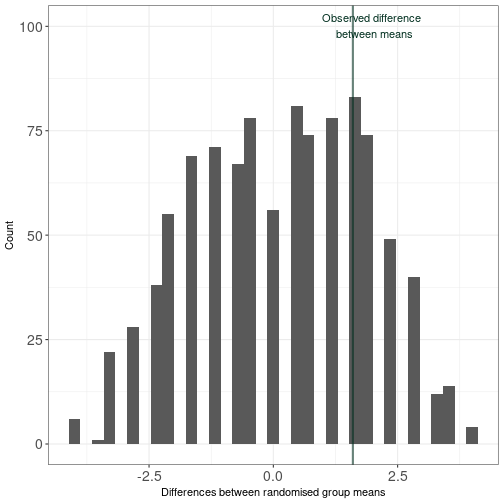 Observed difference
between means
100
75
50
25
0
Count
-2.5
0.0
2.5
Differences between randomised group means